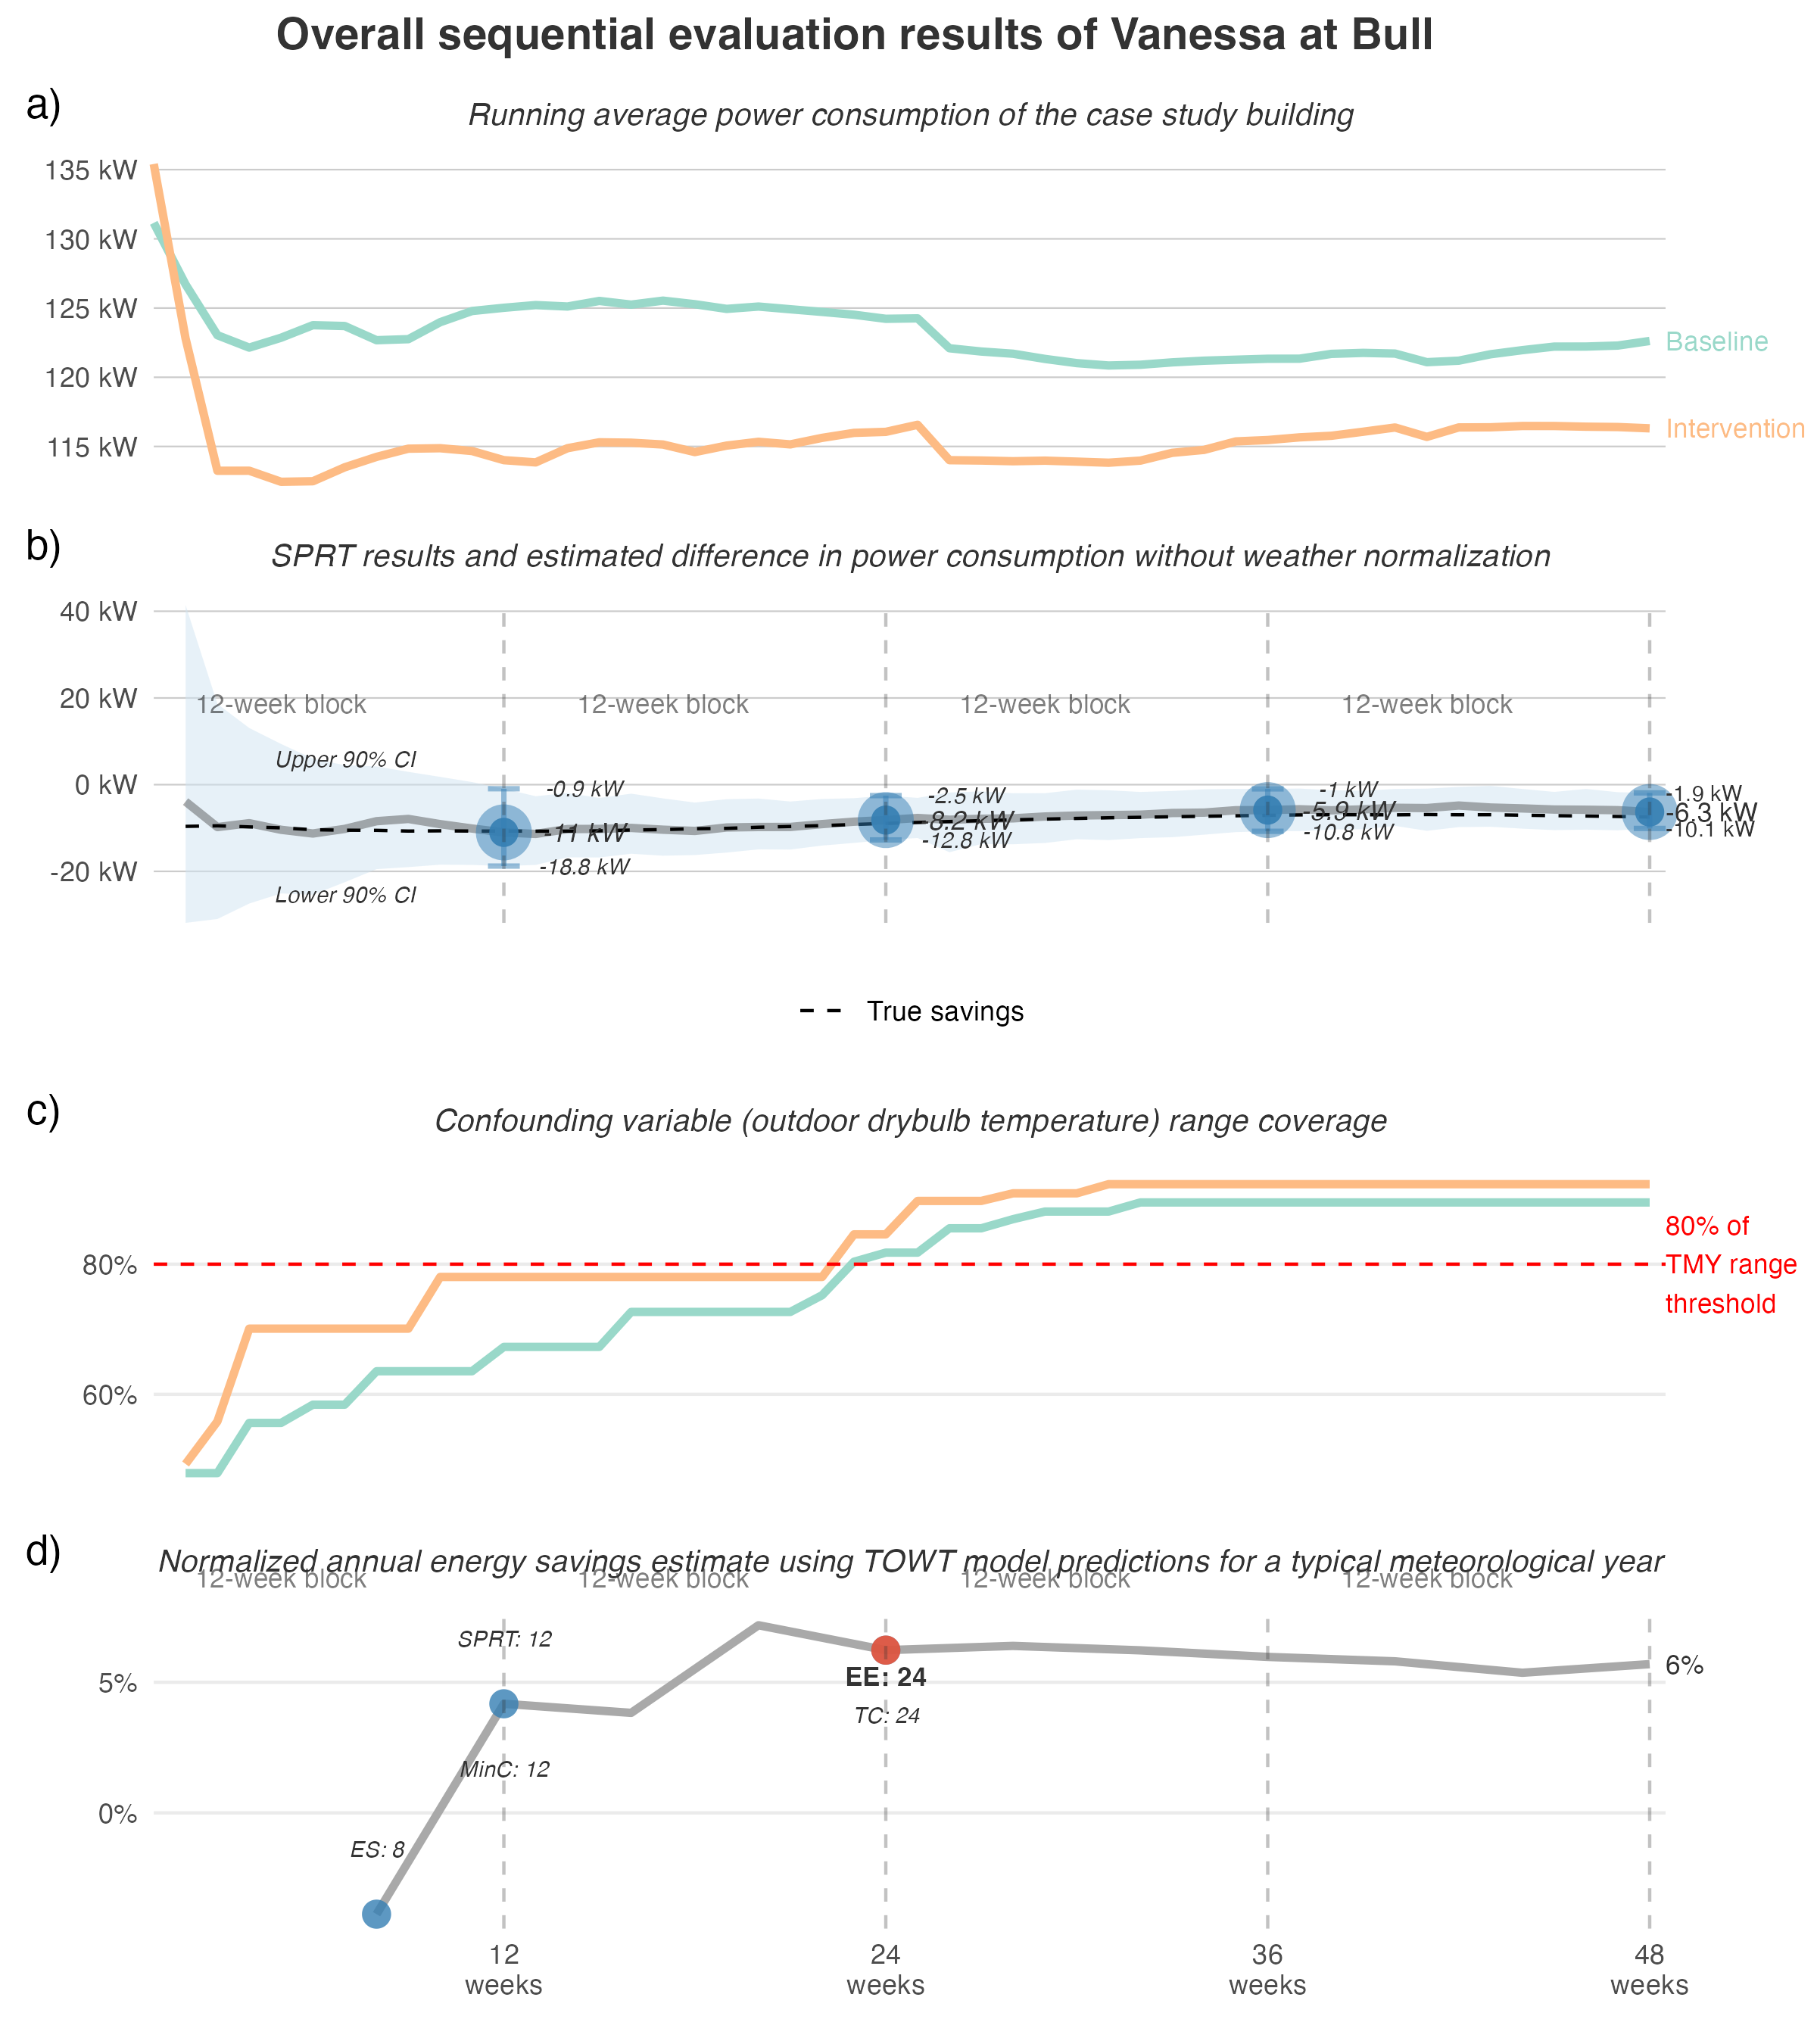 Overall sequential evaluation results of Vanessa at Bull
a)
Running average power consumption of the case study building
135 kW
130 kW
125 kW
120 kW
115 kW
Baseline
Intervention
b)
SPRT results and estimated difference in power consumption without weather normalization
40 kW
20 kW
0 kW
-20 kW
12-week block
12-week block
12-week block
12-week block
Upper 90% CI
Lower 90% CI
-0.9 kW
-11 kW
-18.8 kW
-2.5 kW
-8.2 kW
-12.8 kW
-1 kW
-5.9 kW
-10.8 kW
-1.9 kW
-6.3 kW
-10.1 kW
True savings
c)
Confounding variable (outdoor drybulb temperature) range coverage
80%
60%
80% of
TMY range
threshold
d)
Normalized annual energy savings estimate using TOWT model predictions for a typical meteorological year
12-week block
12-week block
12-week block
12-week block
5%
0%
SPRT: 12
MinC: 12
ES: 8
EE: 24
TC: 24
6%
12
weeks
24
weeks
36
weeks
48
weeks